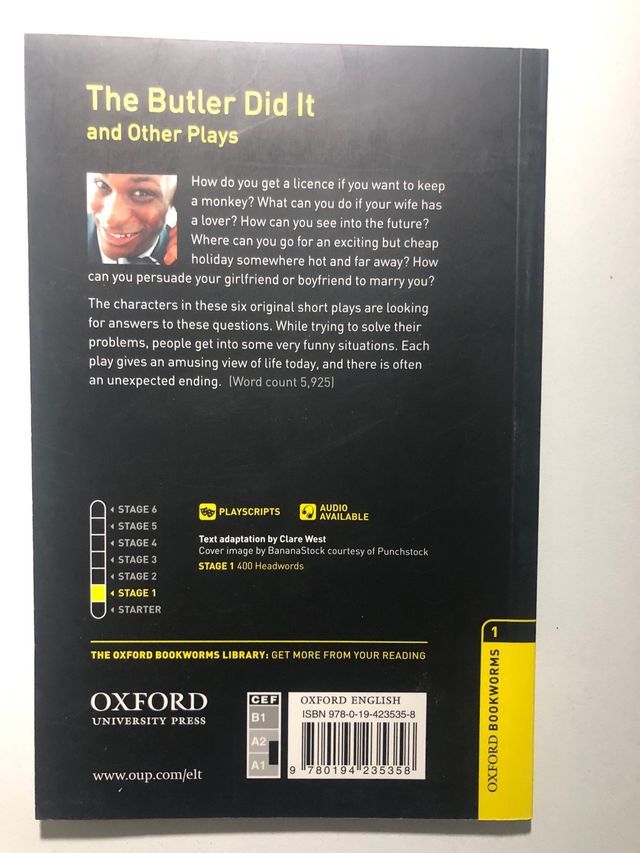 The Butler Did It
and Other Plays
How do you get a licence if you want to keep
a monkey? What can you do if your wife has
a lover? How can you see into the future?
Where can you go for an exciting but cheap
holiday somewhere hot and far away? How
can you persuade your girlfriend or boyfriend to marry you?
The characters in these six original short plays are looking
for answers to these questions. While trying to solve their
problems, people get into some very funny situations. Each
play gives an amusing view of life today, and there is often
an unexpected ending. (Word count 5,925)
STAGE 6
STAGE 5
STAGE 4
STAGE 3
STAGE 2
STAGE 1
STARTER
PLAYSCRIPTS
AUDIO
AVAILABLE
Text adaptation by Clare West
Cover image by BananaStock courtesy of Punchstock
STAGE 1 400 Headwords
THE OXFORD BOOKWORMS LIBRARY: GET MORE FROM YOUR READING
OXFORD
UNIVERSITY PRESS
www.oup.com/elt
CEF
B1
A2
A1
OXFORD ENGLISH
ISBN 978-0-19-423535-8
9 780194 235358
1
OXFORD BOOKWORMS